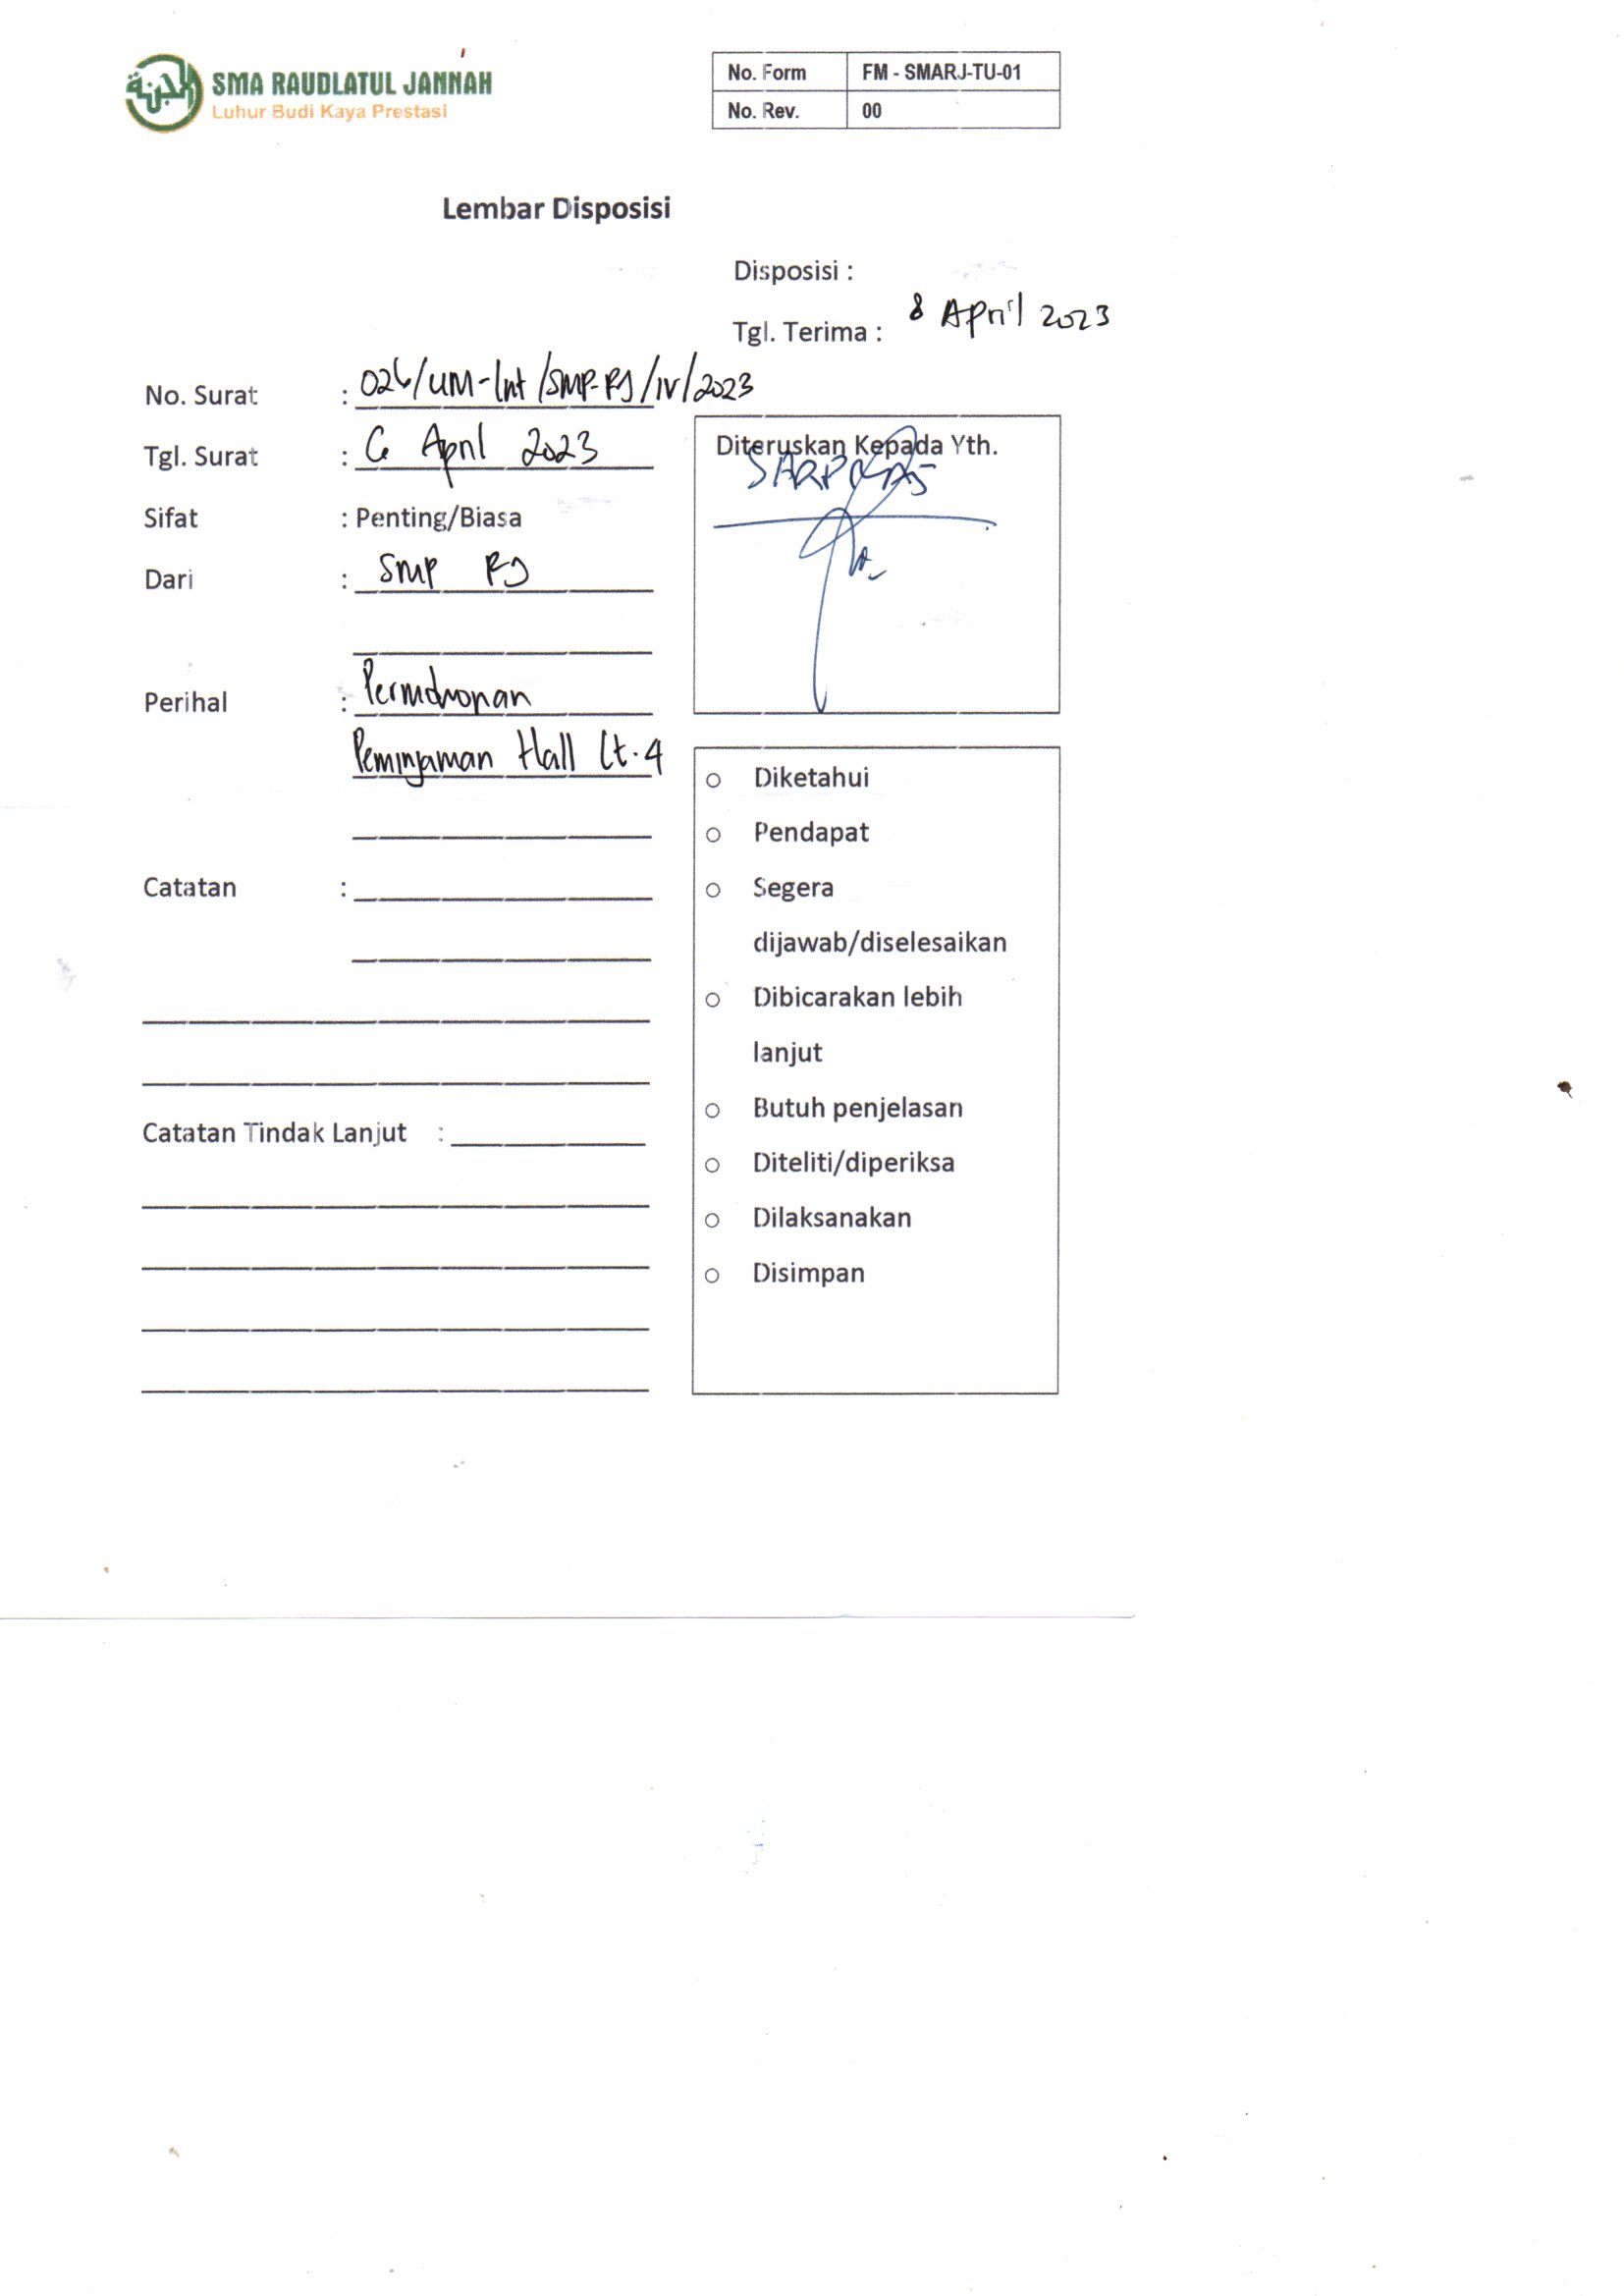 SMA RAUDLATUL JANNAH
Luhur Budi Kaya Prestasi
No. Form FM - SMARJ-TU-01
No. Rev. 00
Lembar Disposisi
Disposisi :
Tgl. Terima : 8 April 2023
No. Surat : 026/UM-Int/SMP-RJ/IV/2023
Tgl. Surat : 6 April 2023
Sifat : Penting/Biasa
Dari : SMP RJ
Perihal : Permohonan
Peminjaman Hall Lt. 4
Catatan :
Catatan Tindak Lanjut :
Diteruskan Kepada Yth.
SARPRAS
○ Diketahui
○ Pendapat
○ Segera
dijawab/diselesaikan
○ Dibicarakan lebih
lanjut
○ Butuh penjelasan
○ Diteliti/diperiksa
○ Dilaksanakan
○ Disimpan